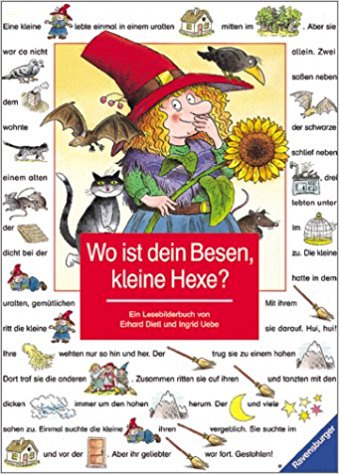 Eine kleine lebte einmal in einem uralten mitten im . Aber sie
war da nicht allein. Zwei
soßen neben
dem
wohnte der schwarze
schlief neben
einem alten , drei
lebten unter
der im
dicht bei der zu. Die kleine
hatte in dem
Wo ist dein Besen,
kleine Hexe?
Ein Lesebilderbuch von
Erhard Dietl und Ingrid Uebe
uralten, gemütlichen Mit ihrem
ritt die kleine sie darauf. Hui, hui!
Ihre wehten nur so hin und her. Der trug sie zu einem hohen
Dort traf sie die anderen . Zusammen ritten sie auf ihren und tanzten mit den
dicken immer um den hohen herum. Der und viele
sahen zu. Einmal suchte die kleine ihren vergeblich. Sie suchte im
und vor der . Aber ihr geliebter war fort. Gestohlen!
Ravensburger